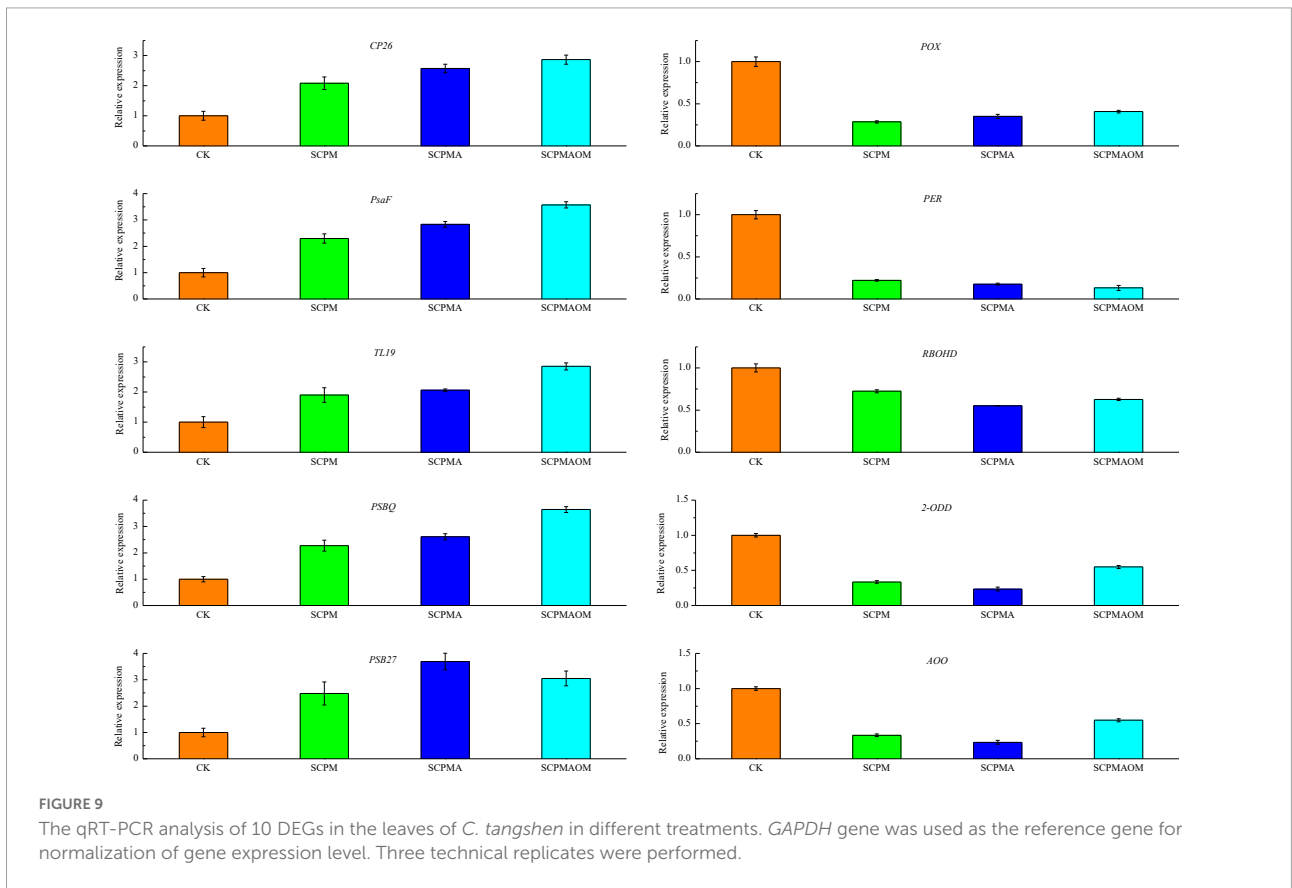 CP26
Relative expression
3
2
1
0
CK SCPM SCPMA SCPMAOM
POX
Relative expression
1.0
0.5
0.0
CK SCPM SCPMA SCPMAOM
PsaF
Relative expression
4
3
2
1
0
CK SCPM SCPMA SCPMAOM
PER
Relative expression
1.0
0.5
0.0
CK SCPM SCPMA SCPMAOM
TL19
Relative expression
3
2
1
0
CK SCPM SCPMA SCPMAOM
RBOHD
Relative expression
1.0
0.5
0.0
CK SCPM SCPMA SCPMAOM
PSBQ
Relative expression
4
3
2
1
0
CK SCPM SCPMA SCPMAOM
2-ODD
Relative expression
1.5
1.0
0.5
0.0
CK SCPM SCPMA SCPMAOM
PSB27
Relative expression
4
3
2
1
0
CK SCPM SCPMA SCPMAOM
AOO
Relative expression
1.5
1.0
0.5
0.0
CK SCPM SCPMA SCPMAOM
FIGURE 9
The qRT-PCR analysis of 10 DEGs in the leaves of C. tangshen in different treatments. GAPDH gene was used as the reference gene for
normalization of gene expression level. Three technical replicates were performed.